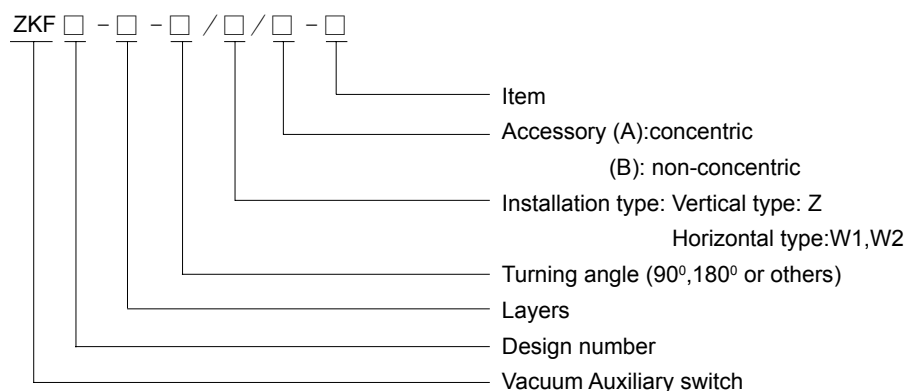 ZKF □ - □ - □ / □ / □ - □
Item
Accessory (A):concentric
(B): non-concentric
Installation type: Vertical type: Z
Horizontal type:W1,W2
Turning angle (90⁰,180⁰ or others)
Layers
Design number
Vacuum Auxiliary switch